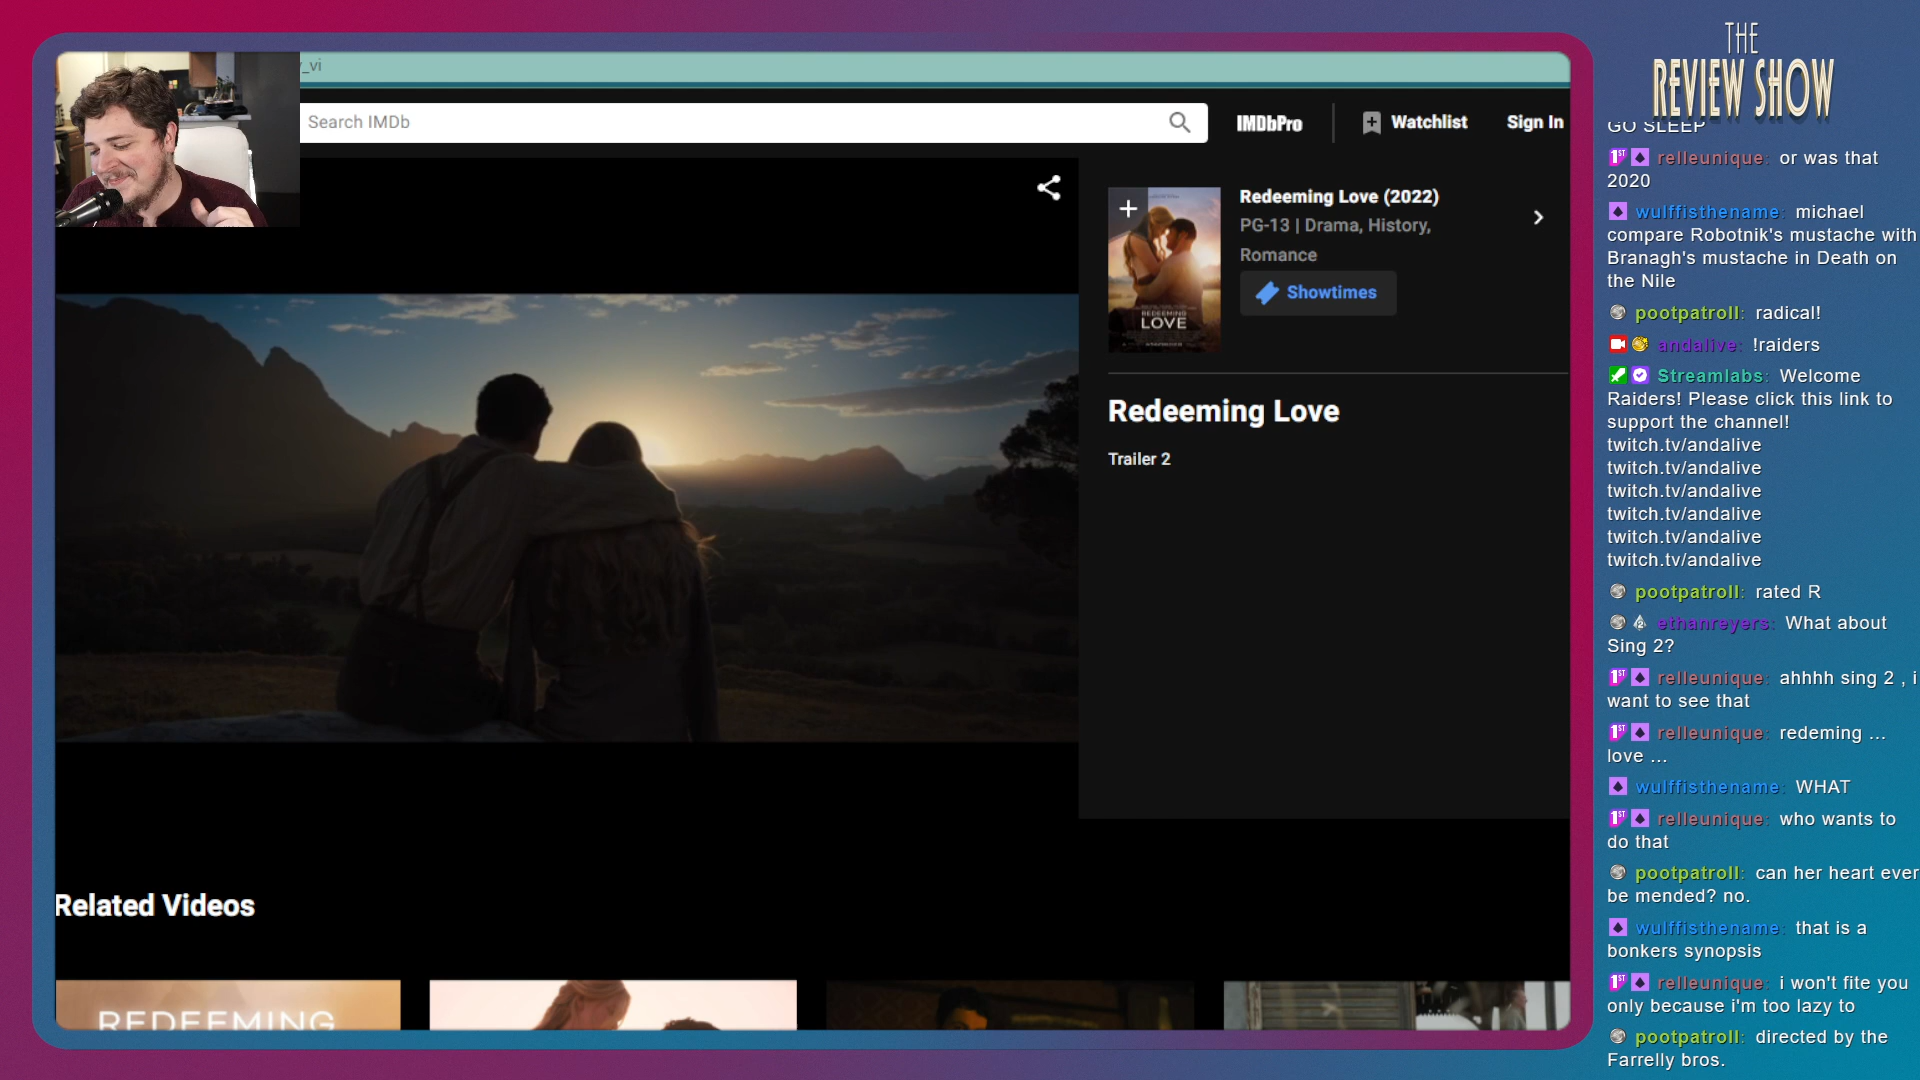 _vi
Search IMDb
IMDbPro
Watchlist
Sign In
Redeeming Love (2022)
PG-13 | Drama, History,
Romance
Showtimes
REDEEMING
LOVE
Redeeming Love
Trailer 2
Related Videos
REDEEMING
THE
REVIEW SHOW
GO SLEEP
relleunique: or was that
2020
wulffisthename: michael
compare Robotnik's mustache with
Branagh's mustache in Death on
the Nile
pootpatroll: radical!
andalive: !raiders
Streamlabs: Welcome
Raiders! Please click this link to
support the channel!
twitch.tv/andalive
twitch.tv/andalive
twitch.tv/andalive
twitch.tv/andalive
twitch.tv/andalive
twitch.tv/andalive
pootpatroll: rated R
ethanreyers: What about
Sing 2?
relleunique: ahhhh sing 2 , i
want to see that
relleunique: redeming ...
love ...
wulffisthename: WHAT
relleunique: who wants to
do that
pootpatroll: can her heart ever
be mended? no.
wulffisthename: that is a
bonkers synopsis
relleunique: i won't fite you
only because i'm too lazy to
pootpatroll: directed by the
Farrelly bros.